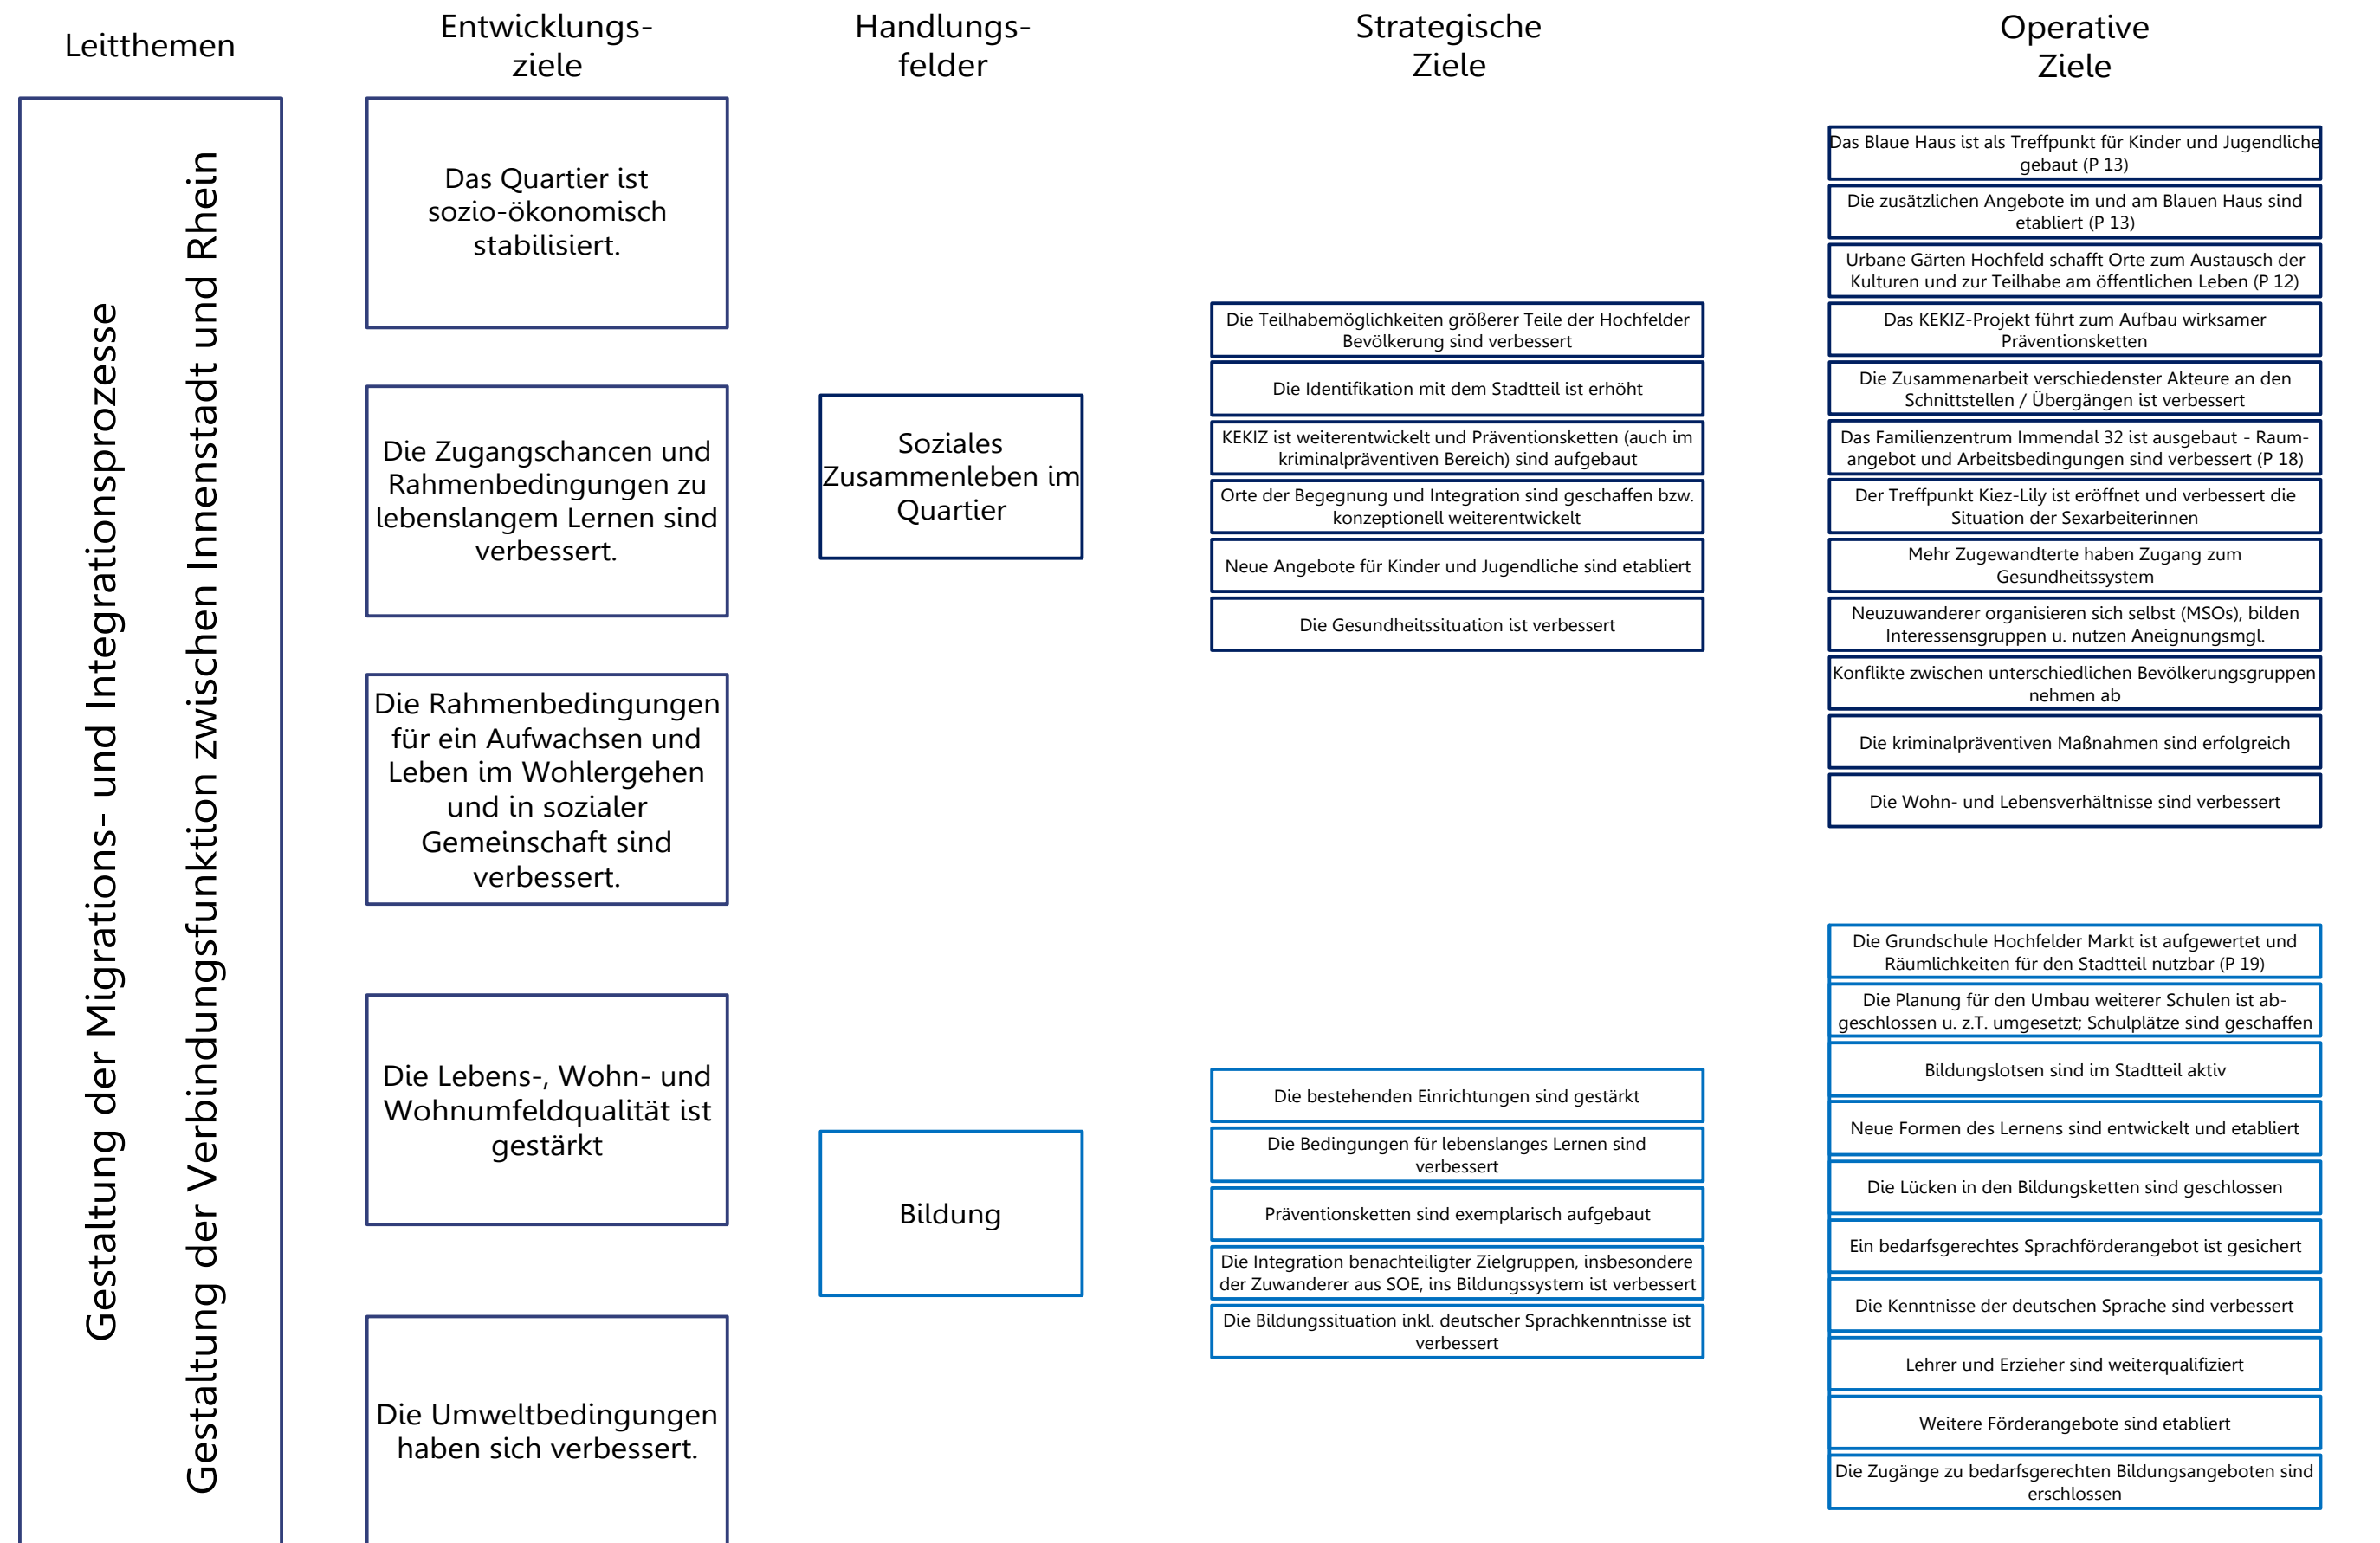 Leitthemen
Entwicklungs-
ziele
Handlungs-
felder
Strategische
Ziele
Operative
Ziele
Gestaltung der Migrations- und Integrationsprozesse
Gestaltung der Verbindungsfunktion zwischen Innenstadt und Rhein
Das Quartier ist
sozio-ökonomisch
stabilisiert.
Die Zugangschancen und
Rahmenbedingungen zu
lebenslangem Lernen sind
verbessert.
Die Rahmenbedingungen
für ein Aufwachsen und
Leben im Wohlergehen
und in sozialer
Gemeinschaft sind
verbessert.
Die Lebens-, Wohn- und
Wohnumfeldqualität ist
gestärkt
Die Umweltbedingungen
haben sich verbessert.
Soziales
Zusammenleben im
Quartier
Bildung
Die Teilhabemöglichkeiten größerer Teile der Hochfelder
Bevölkerung sind verbessert
Die Identifikation mit dem Stadtteil ist erhöht
KEKIZ ist weiterentwickelt und Präventionsketten (auch im
kriminalpräventiven Bereich) sind aufgebaut
Orte der Begegnung und Integration sind geschaffen bzw.
konzeptionell weiterentwickelt
Neue Angebote für Kinder und Jugendliche sind etabliert
Die Gesundheitssituation ist verbessert
Die bestehenden Einrichtungen sind gestärkt
Die Bedingungen für lebenslanges Lernen sind
verbessert
Präventionsketten sind exemplarisch aufgebaut
Die Integration benachteiligter Zielgruppen, insbesondere
der Zuwanderer aus SOE, ins Bildungssystem ist verbessert
Die Bildungssituation inkl. deutscher Sprachkenntnisse ist
verbessert
Das Blaue Haus ist als Treffpunkt für Kinder und Jugendliche
gebaut (P 13)
Die zusätzlichen Angebote im und am Blauen Haus sind
etabliert (P 13)
Urbane Gärten Hochfeld schafft Orte zum Austausch der
Kulturen und zur Teilhabe am öffentlichen Leben (P 12)
Das KEKIZ-Projekt führt zum Aufbau wirksamer
Präventionsketten
Die Zusammenarbeit verschiedenster Akteure an den
Schnittstellen / Übergängen ist verbessert
Das Familienzentrum Immendal 32 ist ausgebaut - Raum-
angebot und Arbeitsbedingungen sind verbessert (P 18)
Der Treffpunkt Kiez-Lily ist eröffnet und verbessert die
Situation der Sexarbeiterinnen
Mehr Zugewandterte haben Zugang zum
Gesundheitssystem
Neuzuwanderer organisieren sich selbst (MSOs), bilden
Interessensgruppen u. nutzen Aneignungsmgl.
Konflikte zwischen unterschiedlichen Bevölkerungsgruppen
nehmen ab
Die kriminalpräventiven Maßnahmen sind erfolgreich
Die Wohn- und Lebensverhältnisse sind verbessert
Die Grundschule Hochfelder Markt ist aufgewertet und
Räumlichkeiten für den Stadtteil nutzbar (P 19)
Die Planung für den Umbau weiterer Schulen ist ab-
geschlossen u. z.T. umgesetzt; Schulplätze sind geschaffen
Bildungslotsen sind im Stadtteil aktiv
Neue Formen des Lernens sind entwickelt und etabliert
Die Lücken in den Bildungsketten sind geschlossen
Ein bedarfsgerechtes Sprachförderangebot ist gesichert
Die Kenntnisse der deutschen Sprache sind verbessert
Lehrer und Erzieher sind weiterqualifiziert
Weitere Förderangebote sind etabliert
Die Zugänge zu bedarfsgerechten Bildungsangeboten sind
erschlossen